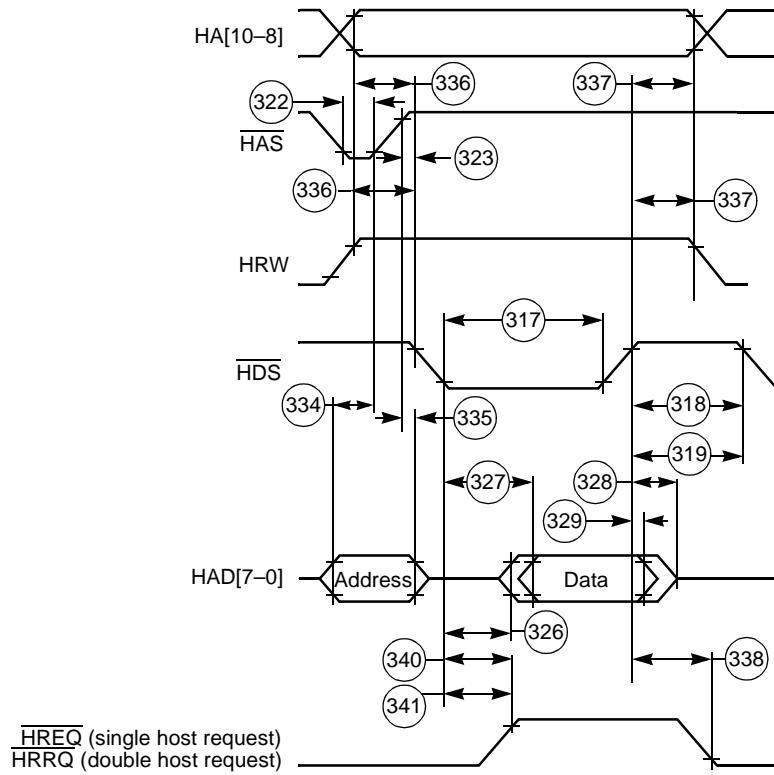 HA[10–8]
336
337
322
HAS
323
336
337
HRW
317
HDS
334
335
318
319
327
328
329
HAD[7–0]
Address
Data
326
340
338
341
HREQ (single host request)
HRRQ (double host request)